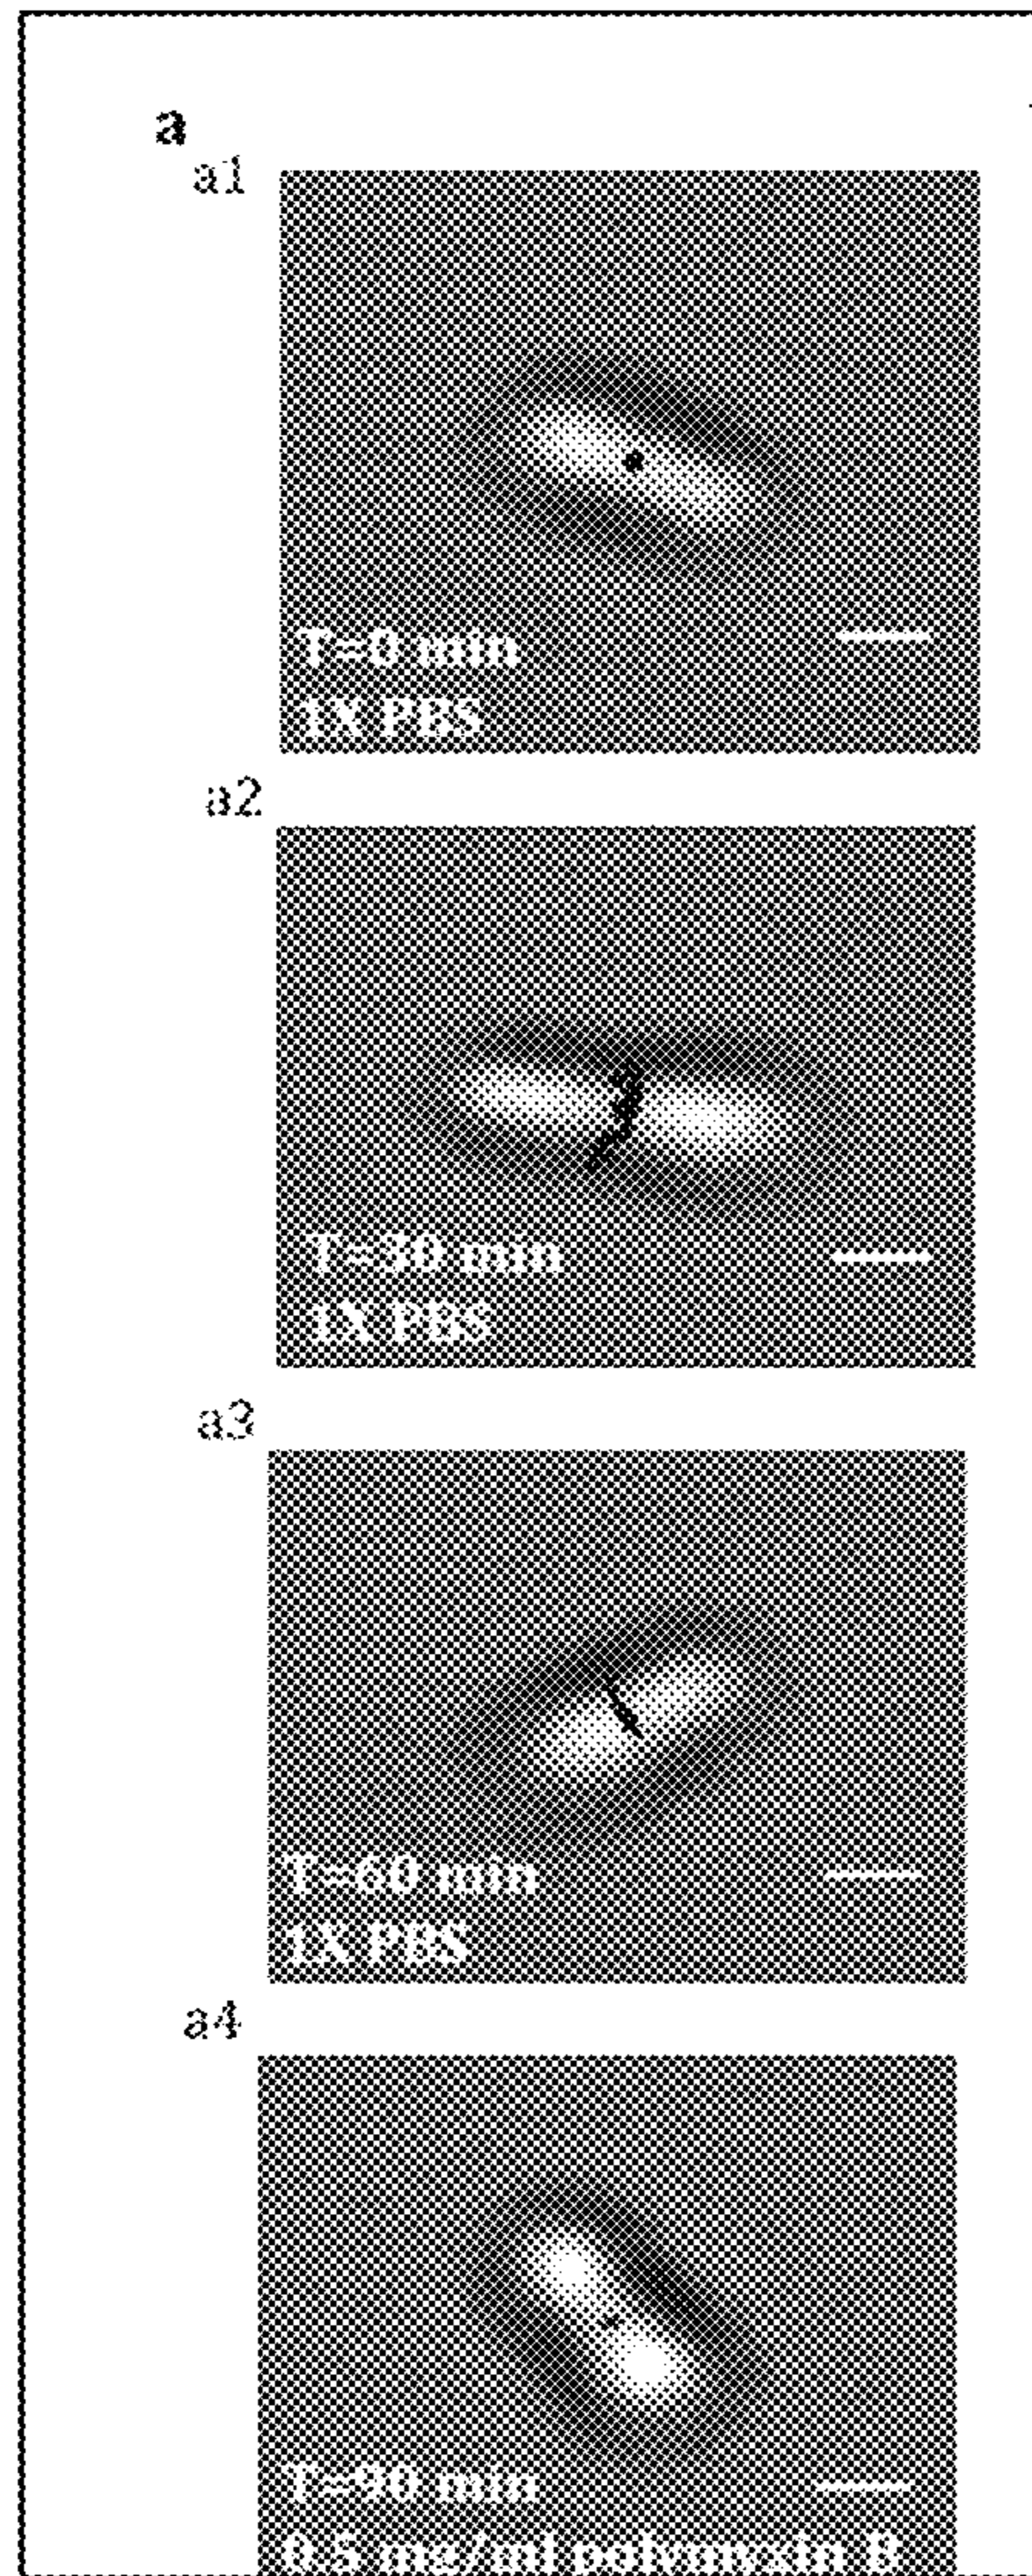 a
a1
T=0 min
1X PBS
a2
T=30 min
1X PBS
a3
T=60 min
1X PBS
a4
T=90 min
0.5 mg/ml polymyxin B